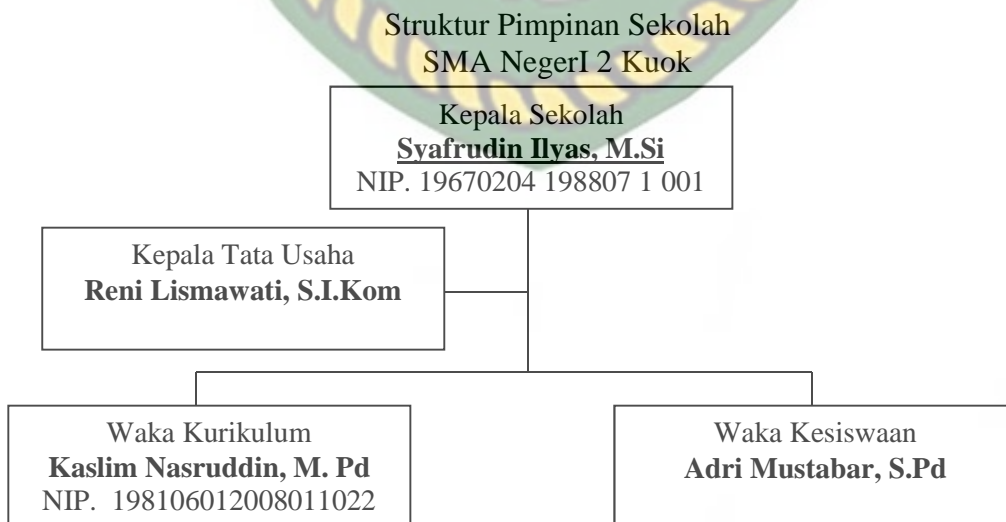 Struktur Pimpinan Sekolah
SMA NegerI 2 Kuok
Kepala Sekolah
Syafrudin Ilyas, M.Si
NIP. 19670204 198807 1 001
Kepala Tata Usaha
Reni Lismawati, S.I.Kom
Waka Kurikulum
Kaslim Nasruddin, M. Pd
NIP. 198106012008011022
Waka Kesiswaan
Adri Mustabar, S.Pd